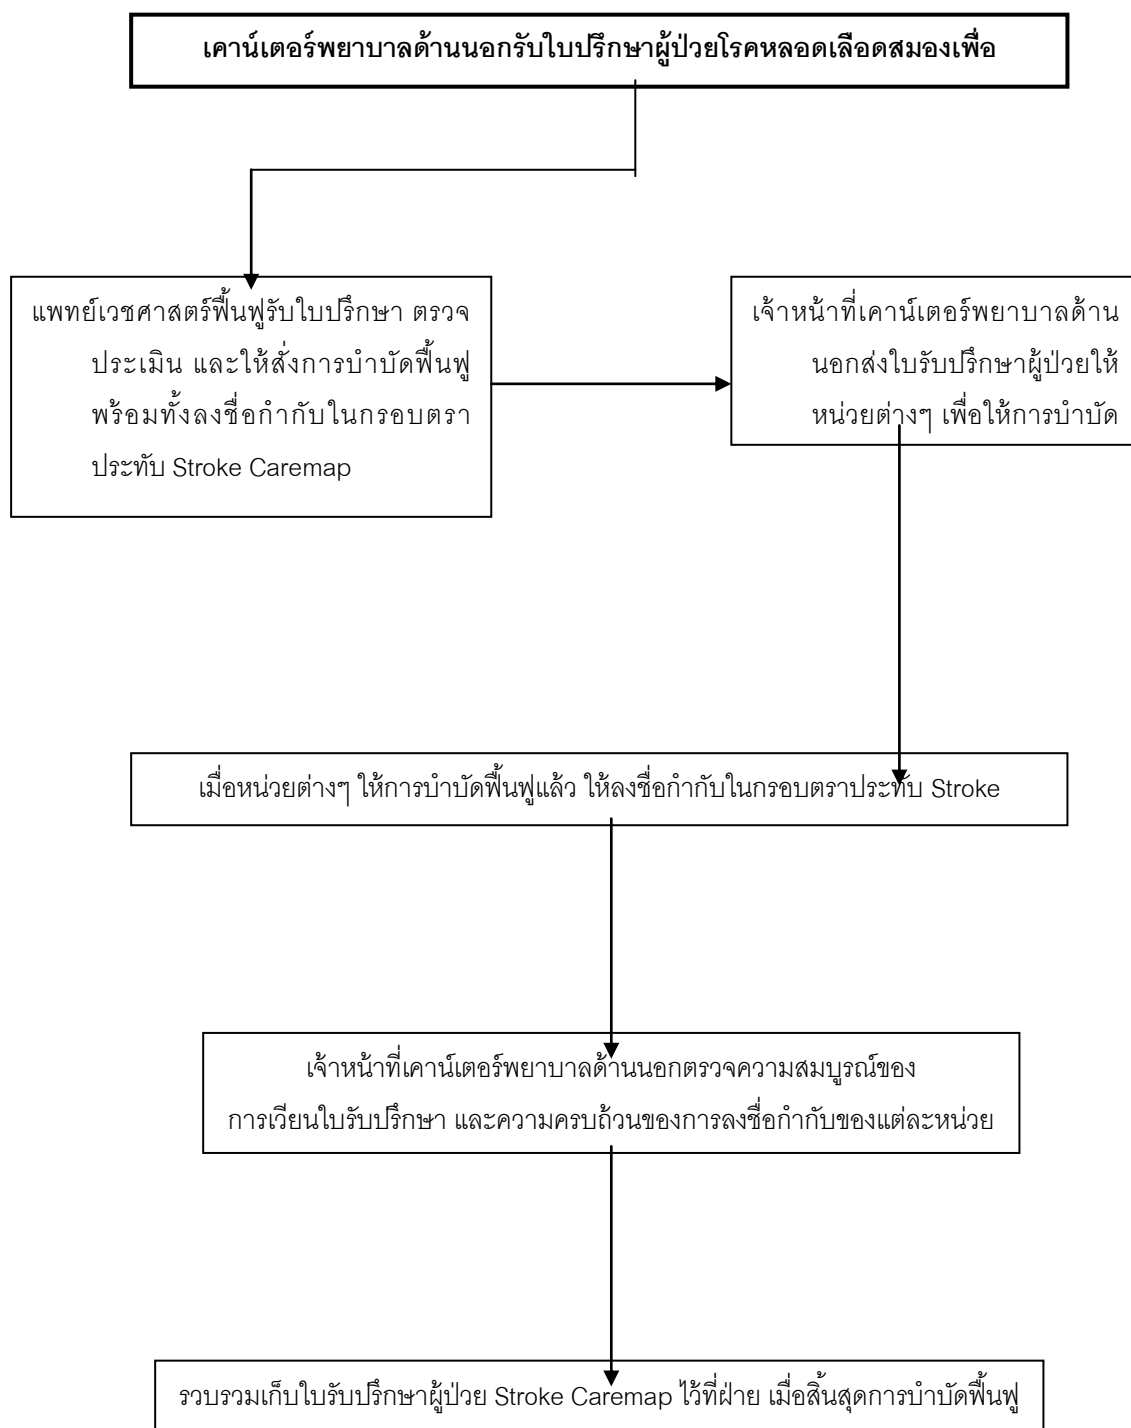 เคาน์เตอร์พยาบาลด้านนอกรับใบปรึกษาผู้ป่วยโรคหลอดเลือดสมองเพื่อ
แพทย์เวชศาสตร์ฟื้นฟูรับใบปรึกษา ตรวจ
ประเมิน และให้สั่งการบำบัดฟื้นฟู
พร้อมทั้งลงชื่อกำกับในกรอบตรา
ประทับ Stroke Caremap
เจ้าหน้าที่เคาน์เตอร์พยาบาลด้าน
นอกส่งใบรับปรึกษาผู้ป่วยให้
หน่วยต่างๆ เพื่อให้การบำบัด
เมื่อหน่วยต่างๆ ให้การบำบัดฟื้นฟูแล้ว ให้ลงชื่อกำกับในกรอบตราประทับ Stroke
เจ้าหน้าที่เคาน์เตอร์พยาบาลด้านนอกตรวจความสมบูรณ์ของ
การเวียนใบรับปรึกษา และความครบถ้วนของการลงชื่อกำกับของแต่ละหน่วย
รวบรวมเก็บใบรับปรึกษาผู้ป่วย Stroke Caremap ไว้ที่ฝ่าย เมื่อสิ้นสุดการบำบัดฟื้นฟู